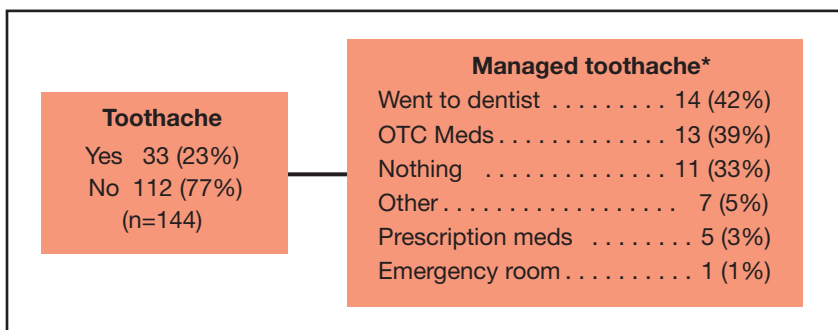 Toothache
Yes 33 (23%)
No 112 (77%)
(n=144)
Managed toothache*
Went to dentist . . . . . . . . . 14 (42%)
OTC Meds. . . . . . . . . . . . . 13 (39%)
Nothing . . . . . . . . . . . . . . 11 (33%)
Other . . . . . . . . . . . . . . . . . . 7 (5%)
Prescription meds . . . . . . . 5 (3%)
Emergency room . . . . . . . . . 1 (1%)